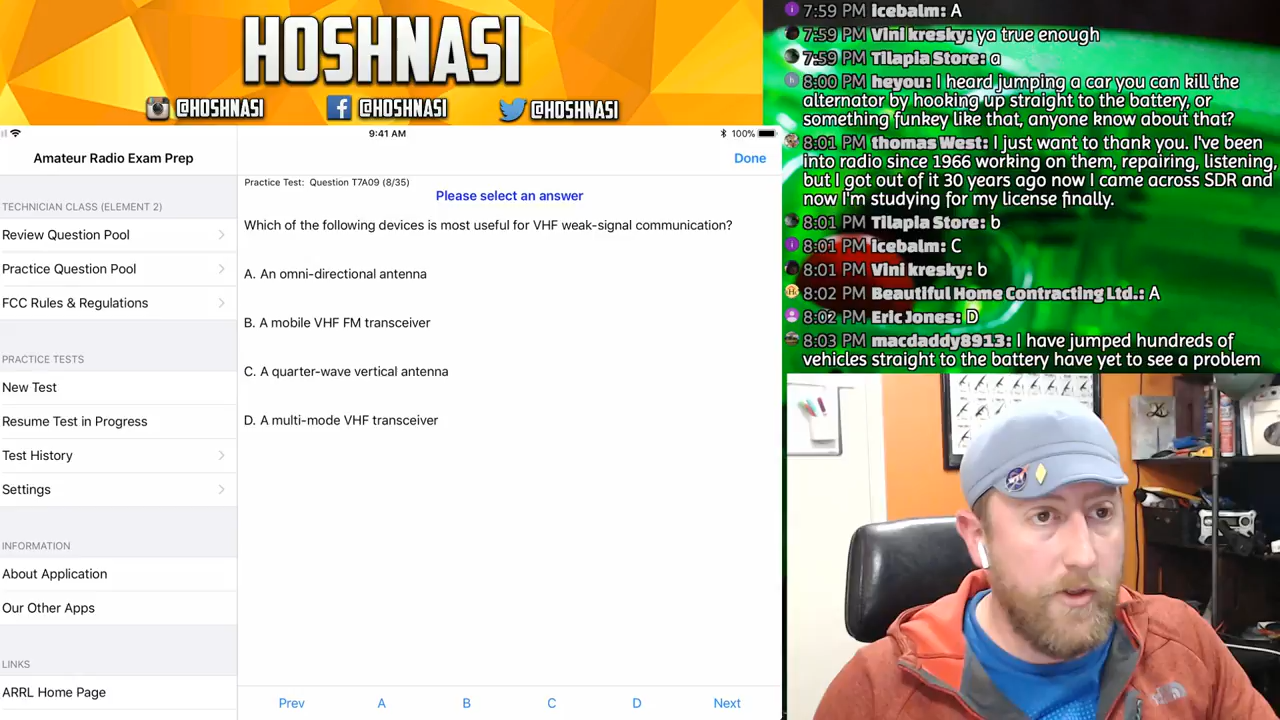 HOSHNASI
@HOSHNASI
@HOSHNASI
@HOSHNASI
9:41 AM
100%
Amateur Radio Exam Prep
Done
TECHNICIAN CLASS (ELEMENT 2)
Review Question Pool
Practice Question Pool
FCC Rules & Regulations
PRACTICE TESTS
New Test
Resume Test in Progress
Test History
Settings
INFORMATION
About Application
Our Other Apps
LINKS
ARRL Home Page
Practice Test: Question T7A09 (8/35)
Please select an answer
Which of the following devices is most useful for VHF weak-signal communication?
A. An omni-directional antenna
B. A mobile VHF FM transceiver
C. A quarter-wave vertical antenna
D. A multi-mode VHF transceiver
Prev
A
B
C
D
Next
7:59 PM icebalm: A
7:59 PM Vini kresky: ya true enough
7:59 PM Tilapia Store: a
8:00 PM heyou: I heard jumping a car you can kill the
alternator by hooking up straight to the battery, or
something funkey like that, anyone know about that?
8:01 PM thomas West: I just want to thank you. I've been
into radio since 1966 working on them, repairing, listening,
but I got out of it 30 years ago now I came across SDR and
now I'm studying for my license finally.
8:01 PM Tilapia Store: b
8:01 PM icebalm: C
8:01 PM Vini kresky: b
8:02 PM Beautiful Home Contracting Ltd.: A
8:02 PM Eric Jones: D
8:03 PM macdaddy8913: I have jumped hundreds of
vehicles straight to the battery have yet to see a problem